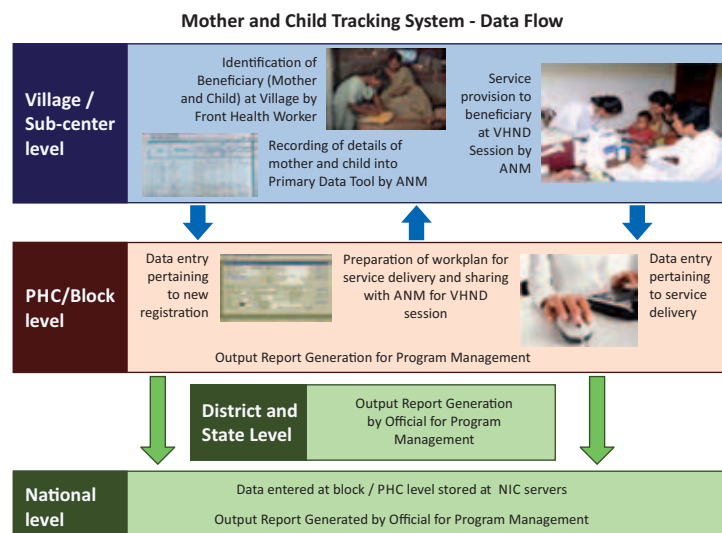 Mother and Child Tracking System - Data Flow
Village /
Sub-center
level
Identification of
Beneficiary (Mother
and Child) at Village by
Front Health Worker
Recording of details of
mother and child into
Primary Data Tool by ANM
Service
provision to
beneficiary
at VHND
Session by
ANM
PHC/Block
level
Data entry
pertaining
to new
registration
Preparation of workplan for
service delivery and sharing
with ANM for VHND
session
Data entry
pertaining
to service
delivery
Output Report Generation for Program Management
District and
State Level
Output Report Generation
by Official for Program
Management
National
level
Data entered at block / PHC level stored at NIC servers
Output Report Generated by Official for Program Management